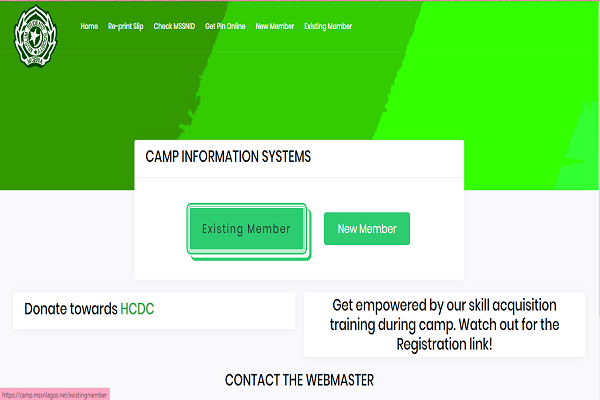 Home Re-print Slip Check MSSNID Get Pin Online New Member Existing Member
CAMP INFORMATION SYSTEMS
Existing Member New Member
Donate towards HCDC
Get empowered by our skill acquisition
training during camp. Watch out for the
Registration link!
CONTACT THE WEBMASTER
https://camp.mssnlagos.net/existingmember